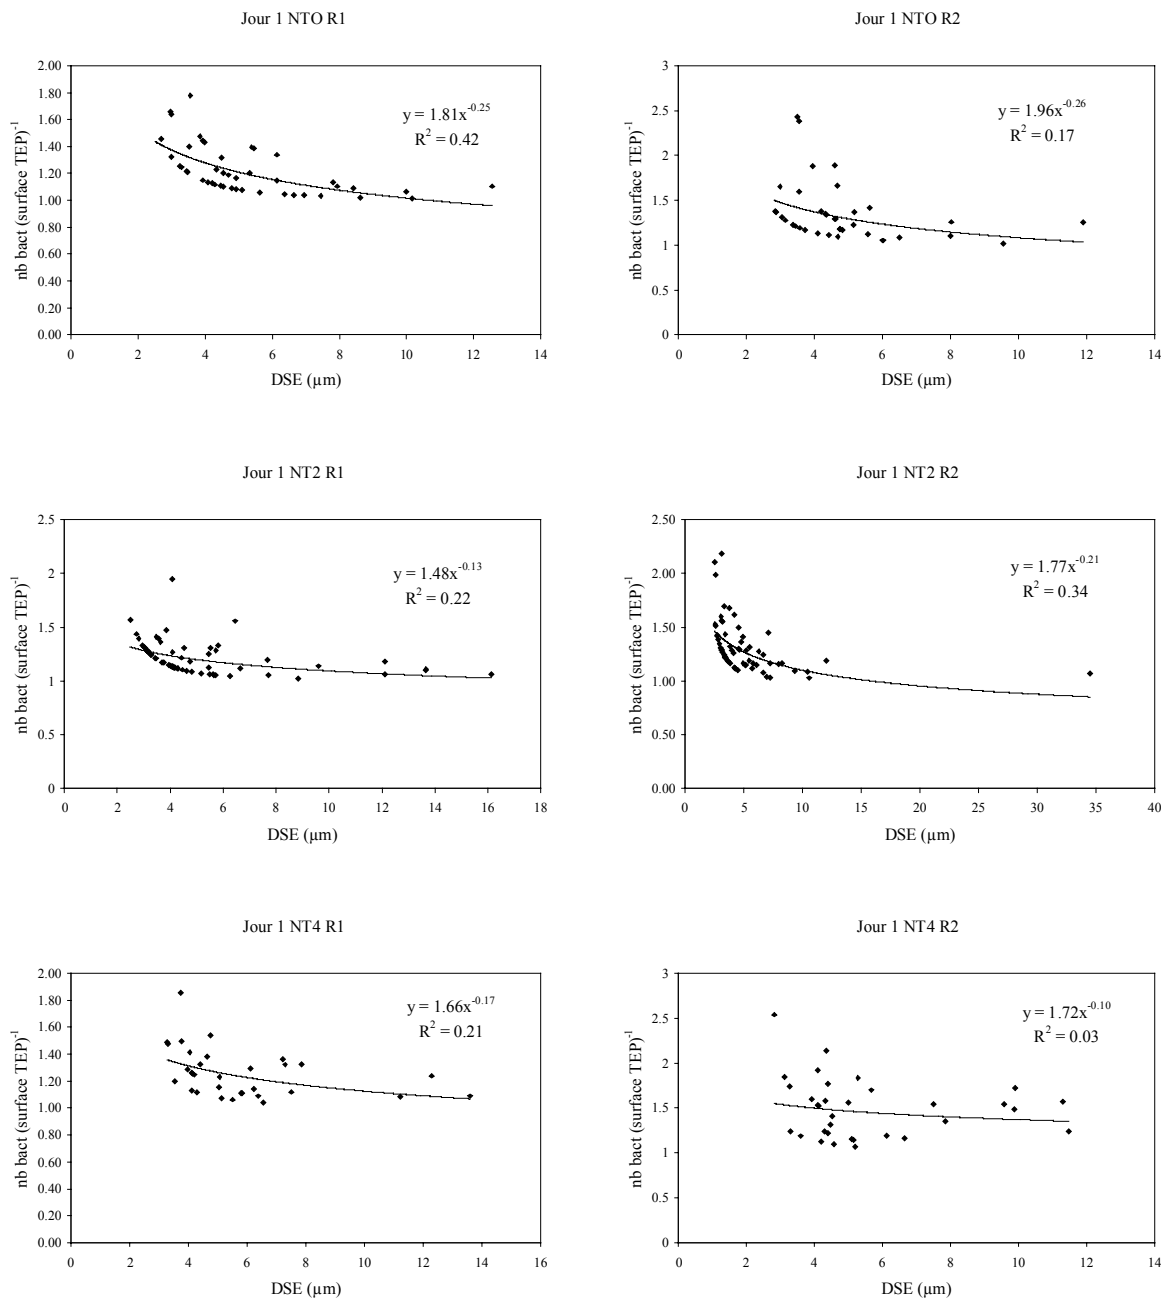 Jour 1 NTO R1
nb bact (surface TEP)⁻¹
2.00
1.80
1.60
1.40
1.20
1.00
0.80
0.60
0.40
0.20
0.00
y = 1.81x⁻⁰·²⁵
R² = 0.42
0 2 4 6 8 10 12 14
DSE (µm)
Jour 1 NTO R2
nb bact (surface TEP)⁻¹
3
2.5
2
1.5
1
0.5
0
y = 1.96x⁻⁰·²⁶
R² = 0.17
0 2 4 6 8 10 12 14
DSE (µm)
Jour 1 NT2 R1
nb bact (surface TEP)⁻¹
2.5
2
1.5
1
0.5
0
y = 1.48x⁻⁰·¹³
R² = 0.22
0 2 4 6 8 10 12 14 16 18
DSE (µm)
Jour 1 NT2 R2
nb bact (surface TEP)⁻¹
2.50
2.00
1.50
1.00
0.50
0.00
y = 1.77x⁻⁰·²¹
R² = 0.34
0 5 10 15 20 25 30 35 40
DSE (µm)
Jour 1 NT4 R1
nb bact (surface TEP)⁻¹
2.00
1.80
1.60
1.40
1.20
1.00
0.80
0.60
0.40
0.20
0.00
y = 1.66x⁻⁰·¹⁷
R² = 0.21
0 2 4 6 8 10 12 14 16
DSE (µm)
Jour 1 NT4 R2
nb bact (surface TEP)⁻¹
3
2.5
2
1.5
1
0.5
0
y = 1.72x⁻⁰·¹⁰
R² = 0.03
0 2 4 6 8 10 12 14
DSE (µm)